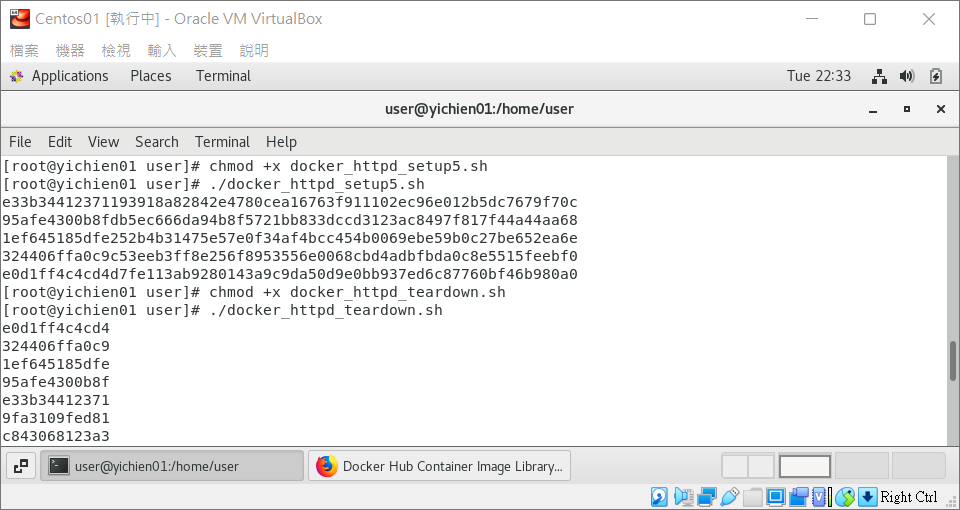 Centos01 [執行中] - Oracle VM VirtualBox
檔案 機器 檢視 輸入 裝置 說明
Applications Places Terminal Tue 22:33
user@yichien01:/home/user
File Edit View Search Terminal Help
[root@yichien01 user]# chmod +x docker_httpd_setup5.sh
[root@yichien01 user]# ./docker_httpd_setup5.sh
e33b34412371193918a82842e4780cea16763f911102ec96e012b5dc7679f70c
95afe4300b8fdb5ec666da94b8f5721bb833dccd3123ac8497f817f44a44aa68
1ef645185dfe252b4b31475e57e0f34af4bcc454b0069ebe59b0c27be652ea6e
324406ffa0c9c53eeb3ff8e256f8953556e0068cbd4adbfbda0c8e5515feebf0
e0d1ff4c4cd4d7fe113ab9280143a9c9da50d9e0bb937ed6c87760bf46b980a0
[root@yichien01 user]# chmod +x docker_httpd_teardown.sh
[root@yichien01 user]# ./docker_httpd_teardown.sh
e0d1ff4c4cd4
324406ffa0c9
1ef645185dfe
95afe4300b8f
e33b34412371
9fa3109fed81
c843068123a3
user@yichien01:/home/user Docker Hub Container Image Library...
Right Ctrl